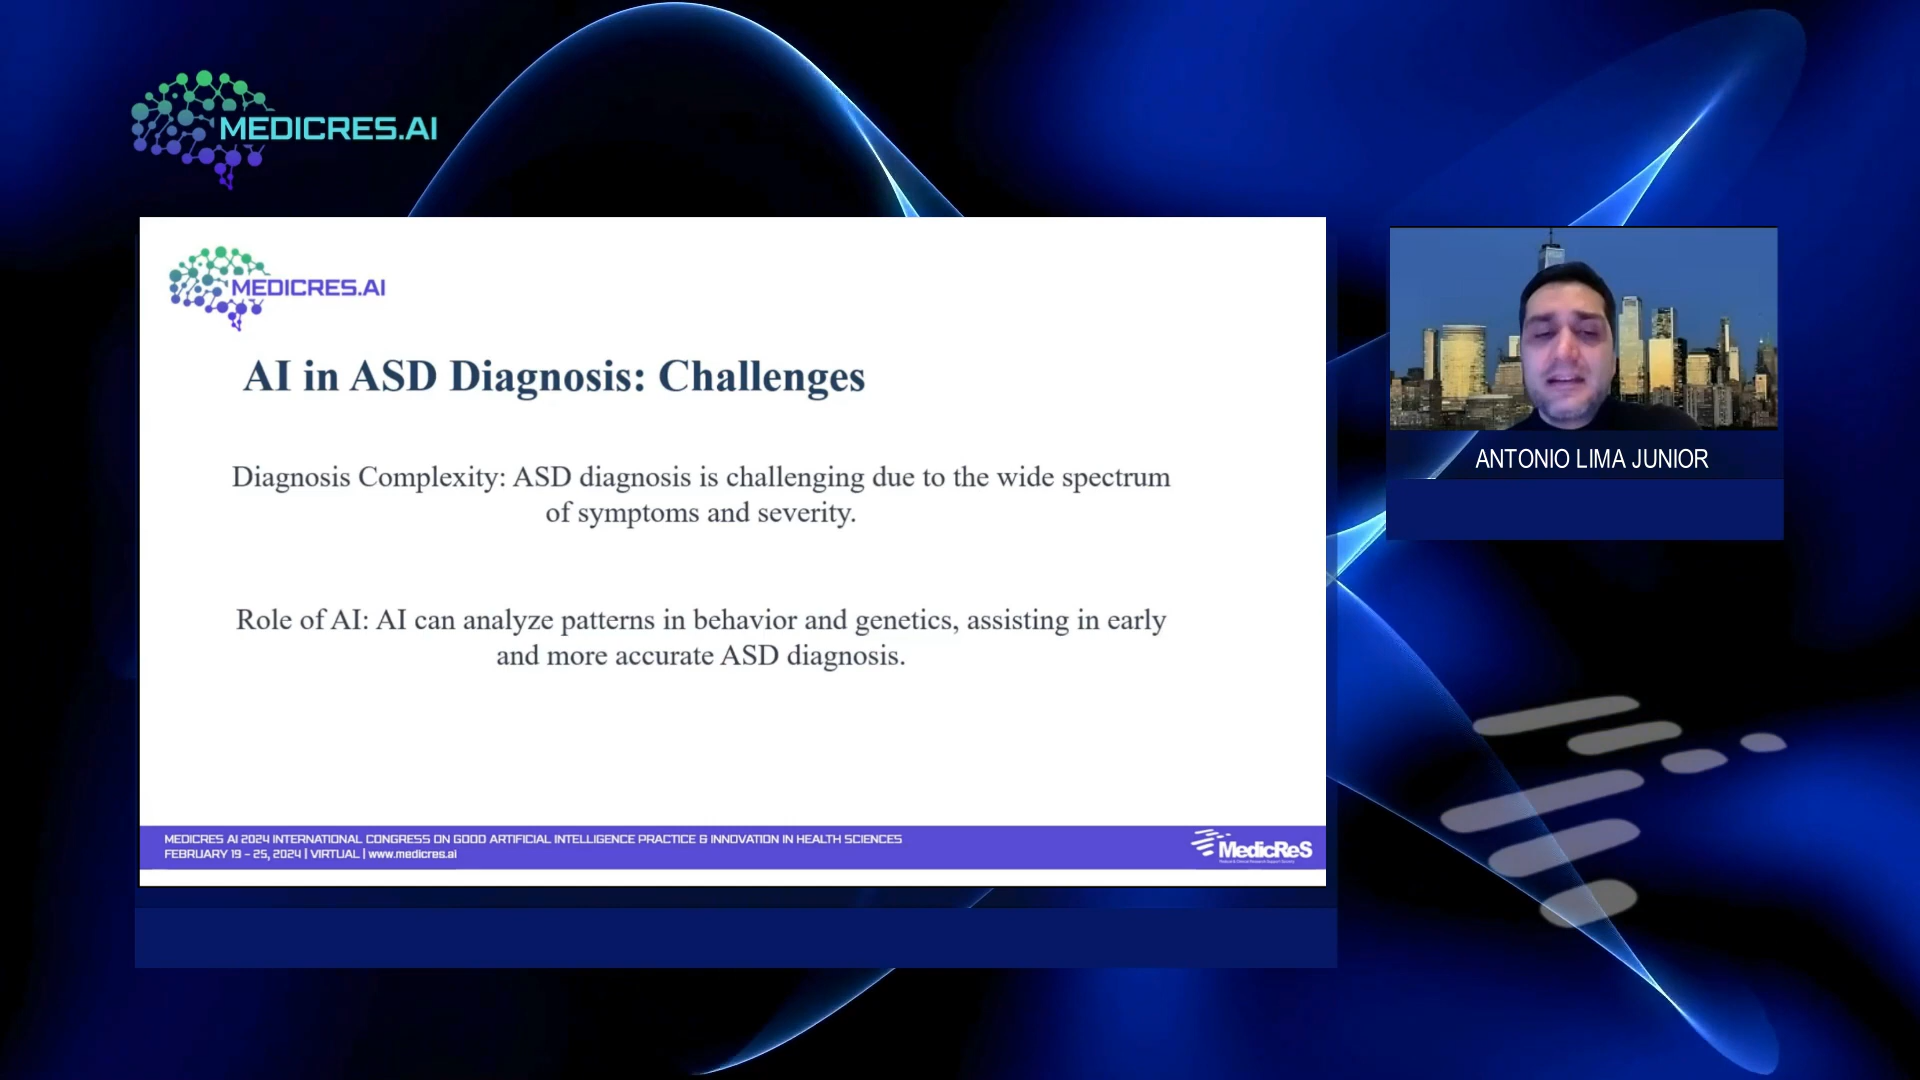 MEDICRES.AI
MEDICRES.AI
AI in ASD Diagnosis: Challenges
Diagnosis Complexity: ASD diagnosis is challenging due to the wide spectrum
of symptoms and severity.
Role of AI: AI can analyze patterns in behavior and genetics, assisting in early
and more accurate ASD diagnosis.
MEDICRES AI 2024 INTERNATIONAL CONGRESS ON GOOD ARTIFICIAL INTELLIGENCE PRACTICE & INNOVATION IN HEALTH SCIENCES
FEBRUARY 19 - 25, 2024 | VIRTUAL | www.medicres.ai
MedicReS
ANTONIO LIMA JUNIOR